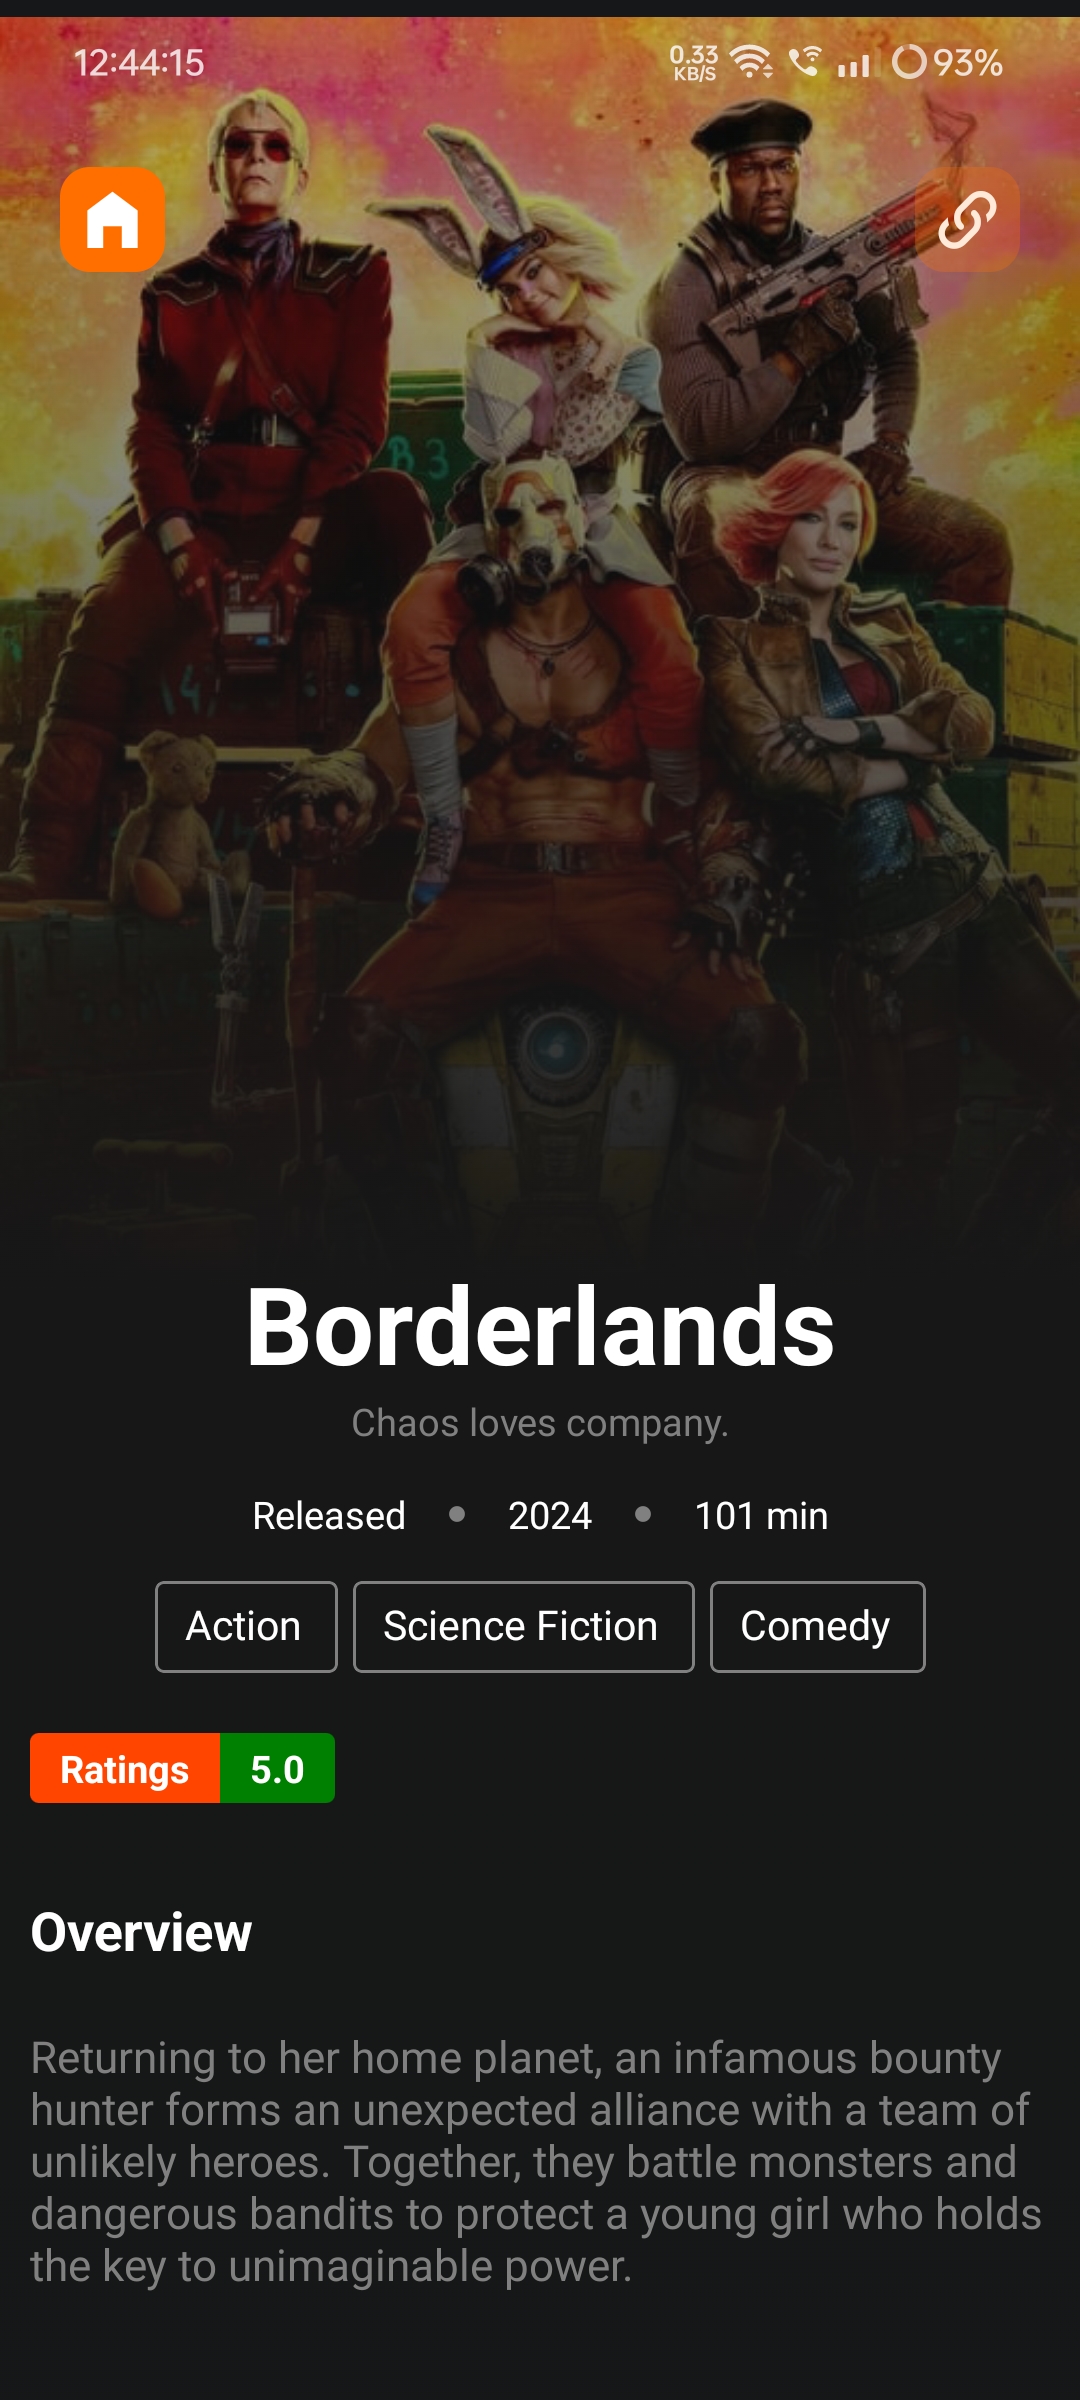 12:44:15
0.33
KB/S
93%
B 3
14
Borderlands
Chaos loves company.
Released • 2024 • 101 min
Action Science Fiction Comedy
Ratings 5.0
Overview
Returning to her home planet, an infamous bounty
hunter forms an unexpected alliance with a team of
unlikely heroes. Together, they battle monsters and
dangerous bandits to protect a young girl who holds
the key to unimaginable power.